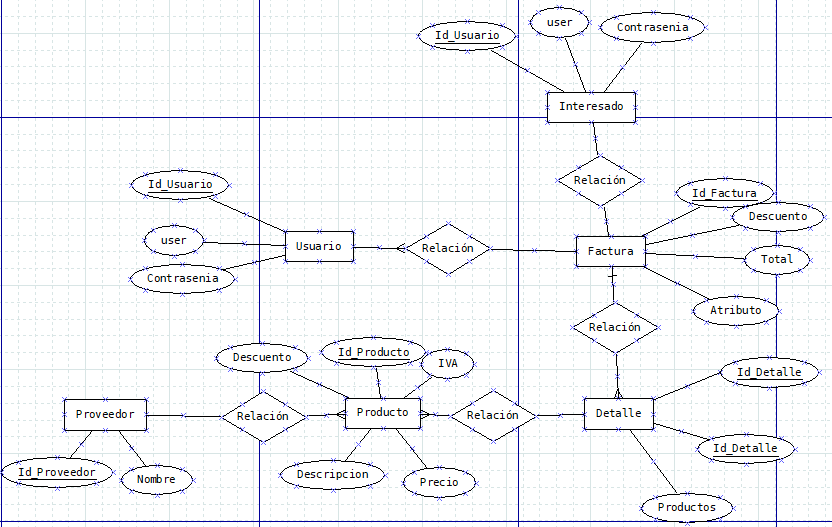 user
Contrasenia
Id_Usuario
Interesado
Relación
Id_Usuario
Id_Factura
Descuento
user
Usuario
Relación
Factura
Total
Contrasenia
Atributo
Relación
Descuento
Id_Producto
IVA
Id_Detalle
Proveedor
Relación
Producto
Relación
Detalle
Id_Detalle
Id_Proveedor
Nombre
Descripcion
Precio
Productos